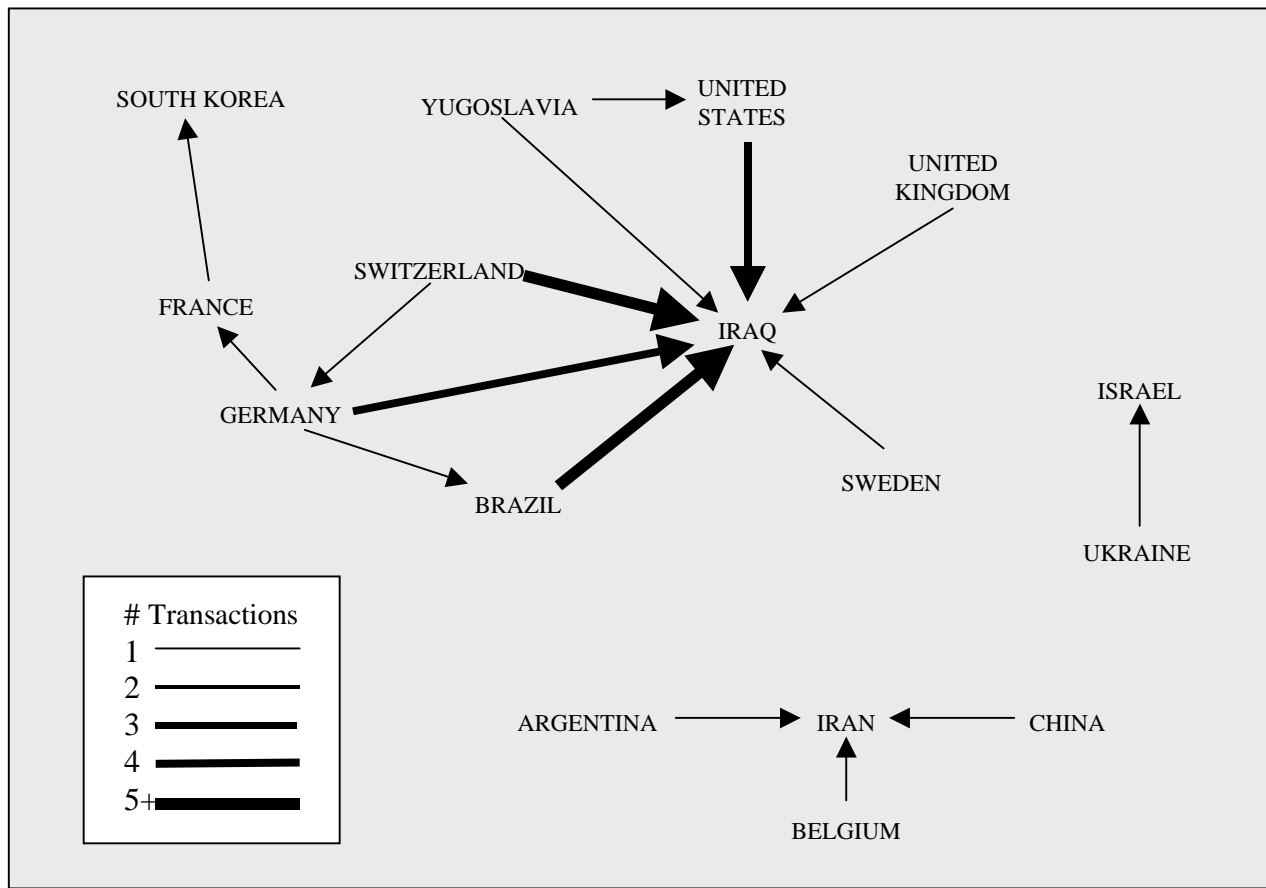 SOUTH KOREA
YUGOSLAVIA
UNITED
STATES
UNITED
KINGDOM
SWITZERLAND
FRANCE
IRAQ
GERMANY
ISRAEL
BRAZIL
SWEDEN
UKRAINE
# Transactions
1
2
3
4
5+
ARGENTINA
IRAN
CHINA
BELGIUM